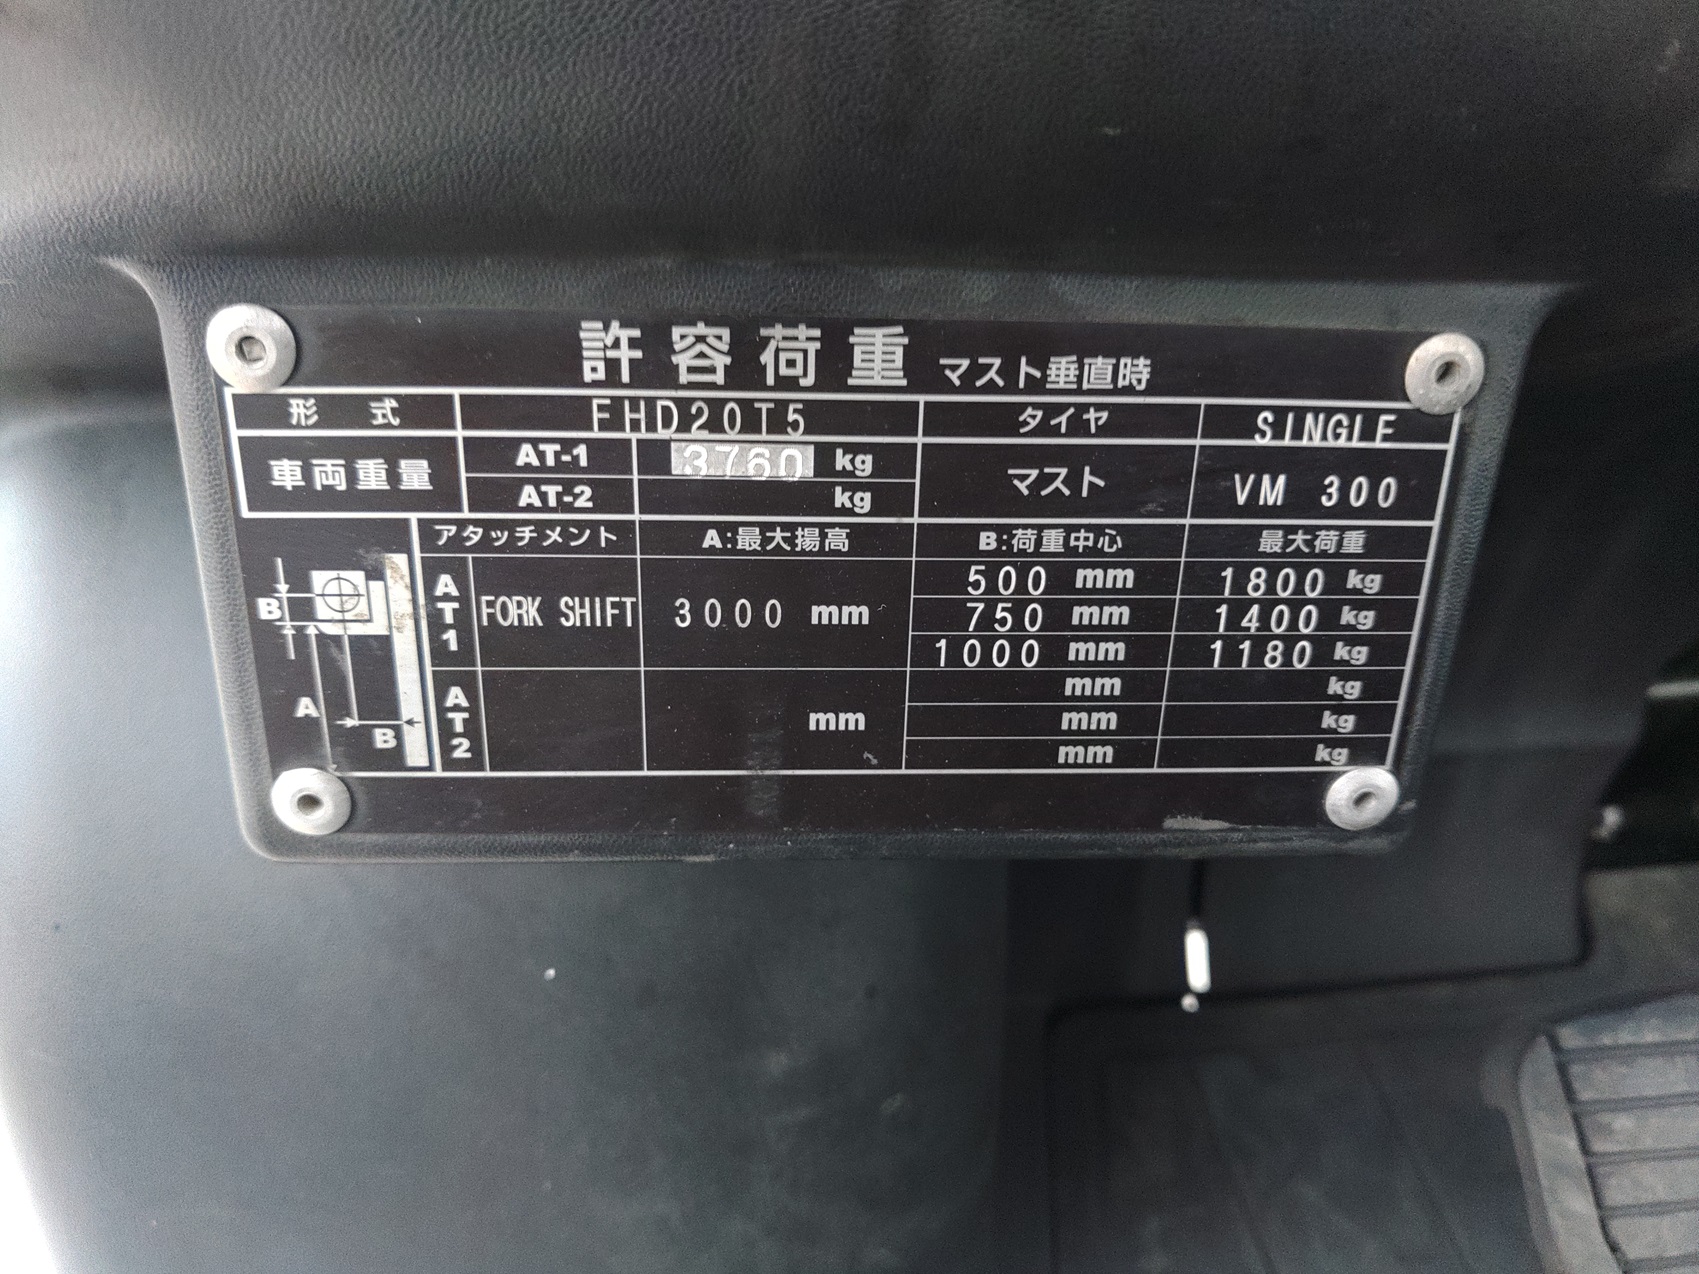 許容荷重 マスト垂直時
形式 FHD20T5 タイヤ SINGLE
車両重量 AT-1 3760 kg マスト VM 300
AT-2 kg
アタッチメント A:最大揚高 B:荷重中心 最大荷重
AT1 FORK SHIFT 3000 mm 500 mm 1800 kg
750 mm 1400 kg
1000 mm 1180 kg
AT2 mm mm kg
mm kg
mm kg
B
A
B